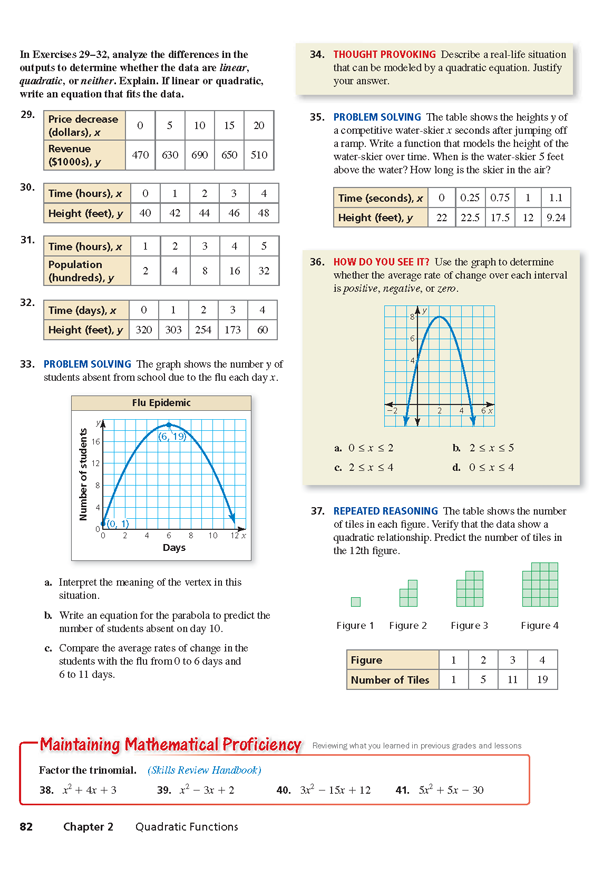 In Exercises 29–32, analyze the differences in the
outputs to determine whether the data are linear,
quadratic, or neither. Explain. If linear or quadratic,
write an equation that fits the data.
29.
Price decrease (dollars), x 0 5 10 15 20
Revenue ($1000s), y 470 630 690 650 510
30.
Time (hours), x 0 1 2 3 4
Height (feet), y 40 42 44 46 48
31.
Time (hours), x 1 2 3 4 5
Population (hundreds), y 2 4 8 16 32
32.
Time (days), x 0 1 2 3 4
Height (feet), y 320 303 254 173 60
33. PROBLEM SOLVING The graph shows the number y of
students absent from school due to the flu each day x.
Flu Epidemic
Number of students
y
16
12
8
4
0
(6, 19)
(0, 1)
0 2 4 6 8 10 12 x
Days
a. Interpret the meaning of the vertex in this
situation.
b. Write an equation for the parabola to predict the
number of students absent on day 10.
c. Compare the average rates of change in the
students with the flu from 0 to 6 days and
6 to 11 days.
34. THOUGHT PROVOKING Describe a real-life situation
that can be modeled by a quadratic equation. Justify
your answer.
35. PROBLEM SOLVING The table shows the heights y of
a competitive water-skier x seconds after jumping off
a ramp. Write a function that models the height of the
water-skier over time. When is the water-skier 5 feet
above the water? How long is the skier in the air?
Time (seconds), x 0 0.25 0.75 1 1.1
Height (feet), y 22 22.5 17.5 12 9.24
36. HOW DO YOU SEE IT? Use the graph to determine
whether the average rate of change over each interval
is positive, negative, or zero.
y
8
6
4
−2 2 4 6 x
a. 0 ≤ x ≤ 2 b. 2 ≤ x ≤ 5
c. 2 ≤ x ≤ 4 d. 0 ≤ x ≤ 4
37. REPEATED REASONING The table shows the number
of tiles in each figure. Verify that the data show a
quadratic relationship. Predict the number of tiles in
the 12th figure.
Figure 1 Figure 2 Figure 3 Figure 4
Figure 1 2 3 4
Number of Tiles 1 5 11 19
Maintaining Mathematical Proficiency Reviewing what you learned in previous grades and lessons
Factor the trinomial. (Skills Review Handbook)
38. x² + 4x + 3 39. x² − 3x + 2 40. 3x² − 15x + 12 41. 5x² + 5x − 30
82 Chapter 2 Quadratic Functions